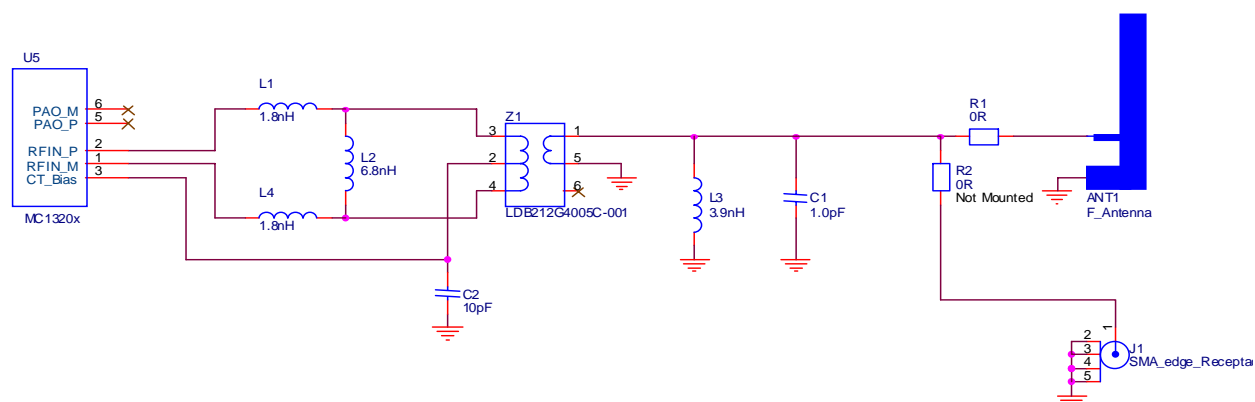 U5
PAO_M
6
PAO_P
5
RFIN_P
2
RFIN_M
1
CT_Bias
3
MC1320x
L1
1.8nH
L2
6.8nH
L4
1.8nH
Z1
3
2
4
1
5
6
LDB212G4005C-001
C2
10pF
L3
3.9nH
C1
1.0pF
R1
0R
R2
0R
Not Mounted
ANT1
F_Antenna
1
2
3
4
5
J1
SMA_edge_Receptac